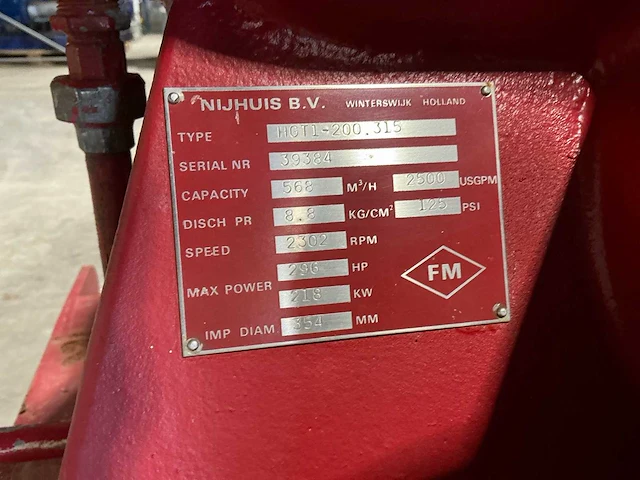 NIJHUIS B.V. WINTERSWIJK HOLLAND
TYPE HGT1-200.315
SERIAL NR 39384
CAPACITY 568 M³/H 2500 USGPM
DISCH PR 8.8 KG/CM² 125 PSI
SPEED 2302 RPM
MAX POWER 296 HP
218 KW
IMP DIAM. 354 MM
FM